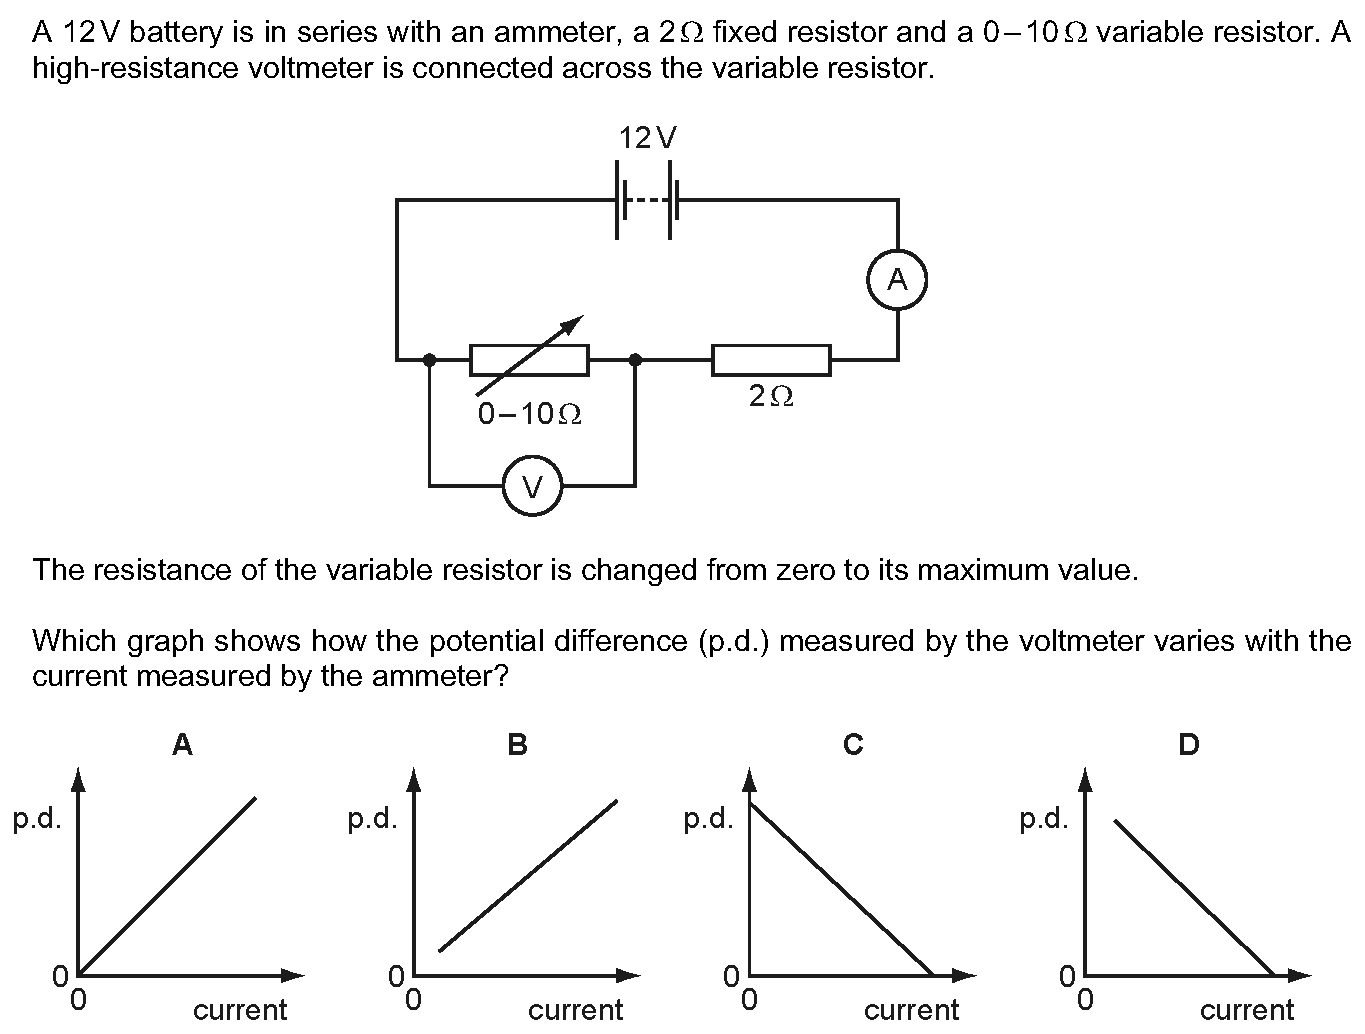 A 12 V battery is in series with an ammeter, a 2 Ω fixed resistor and a 0–10 Ω variable resistor. A
high-resistance voltmeter is connected across the variable resistor.
12 V
A
0–10 Ω
2 Ω
V
The resistance of the variable resistor is changed from zero to its maximum value.
Which graph shows how the potential difference (p.d.) measured by the voltmeter varies with the
current measured by the ammeter?
A
p.d.
0
0
current
B
p.d.
0
0
current
C
p.d.
0
0
current
D
p.d.
0
0
current